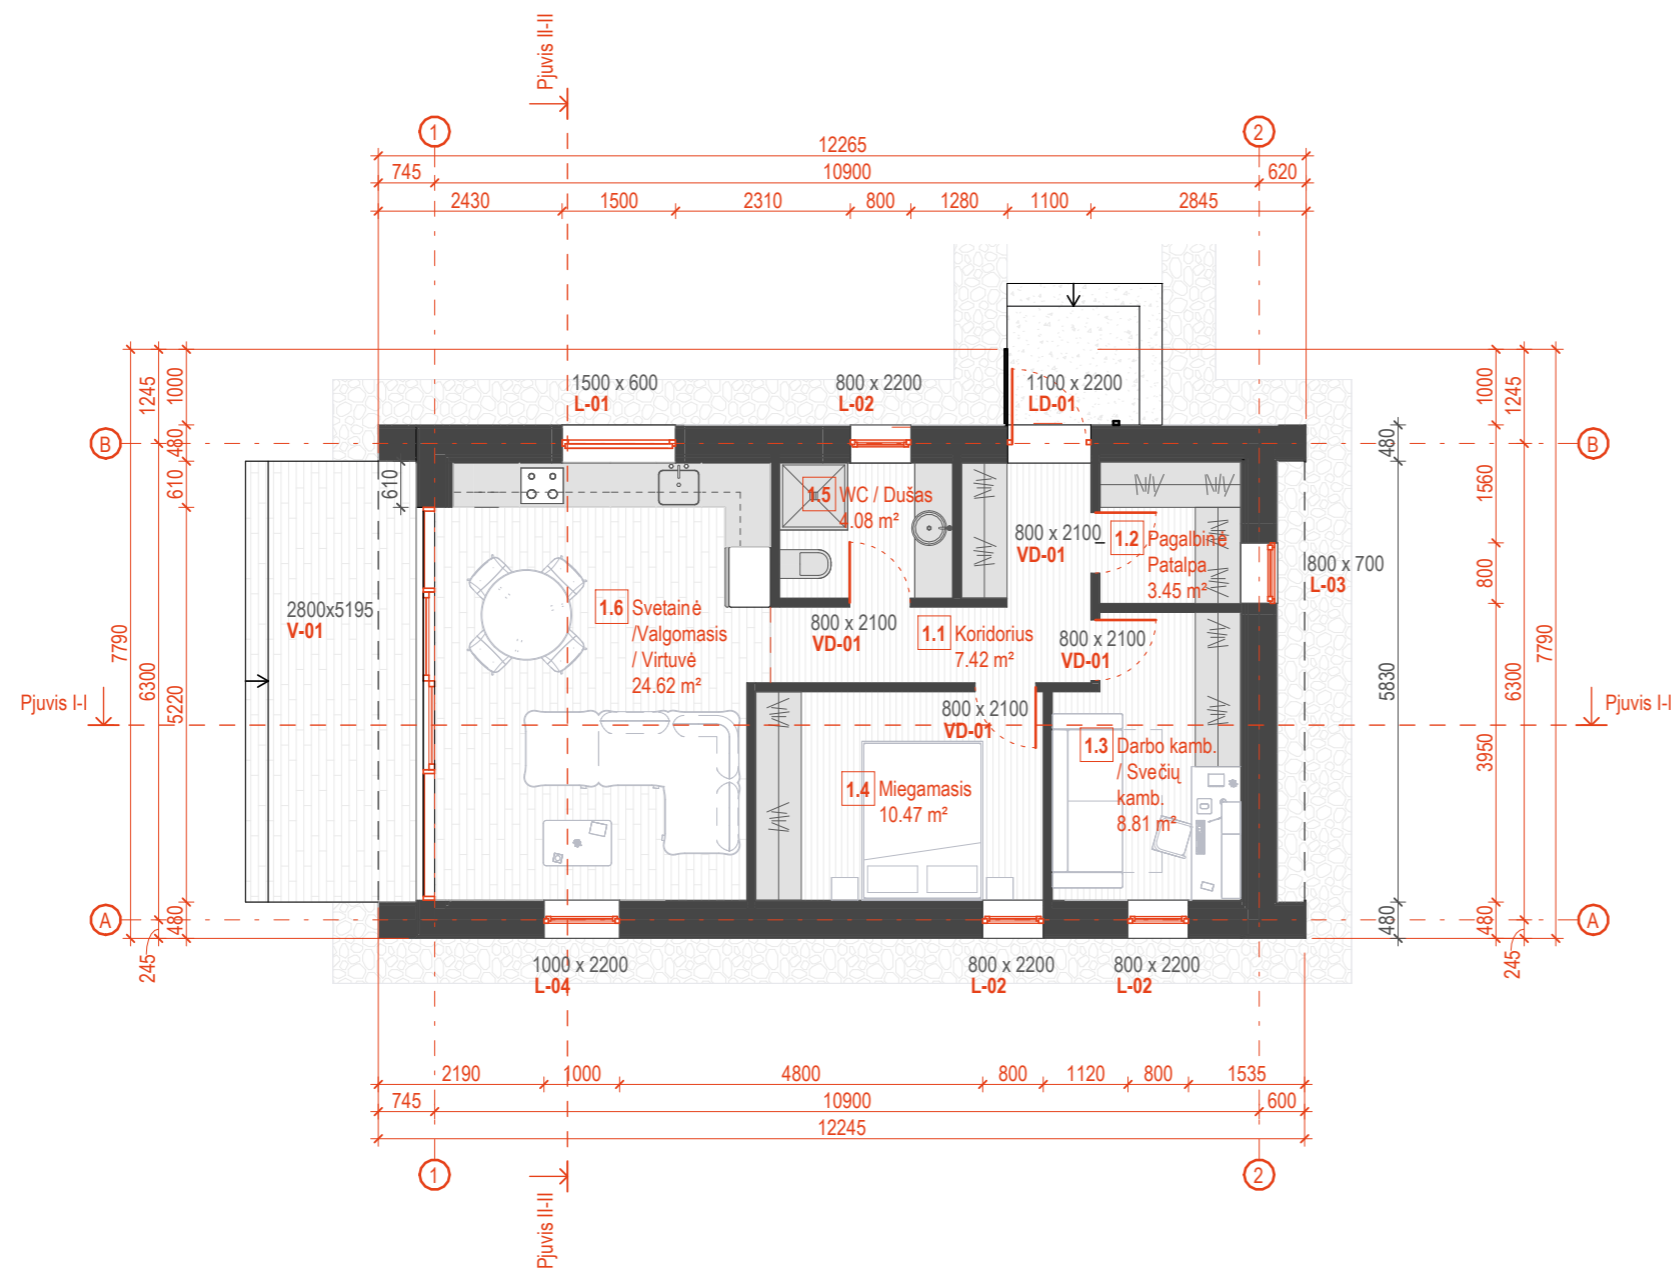 Pjuvis II-II
1
2
12265
745
10900
620
2430
1500
2310
800
1280
1100
2845
1500 x 600
L-01
800 x 2200
L-02
1100 x 2200
LD-01
B
B
7790
1245
6300
245
1000
480
610
5220
480
610
1.5 WC / Dušas
4.08 m²
800 x 2100
VD-01
1.2 Pagalbinė
Patalpa
3.45 m²
800 x 700
L-03
2800x5195
V-01
1.6 Svetainė
/Valgomasis
/ Virtuvė
24.62 m²
800 x 2100
VD-01
1.1 Koridorius
7.42 m²
800 x 2100
VD-01
800 x 2100
VD-01
1.3 Darbo kamb.
/ Svečių
kamb.
8.81 m²
1.4 Miegamasis
10.47 m²
480
5830
480
1000
1560
800
3950
480
1245
6300
245
7790
Pjuvis I-I
Pjuvis I-I
A
A
1000 x 2200
L-04
800 x 2200
L-02
800 x 2200
L-02
2190
1000
4800
800
1120
800
1535
745
10900
600
12245
1
2
Pjuvis II-II